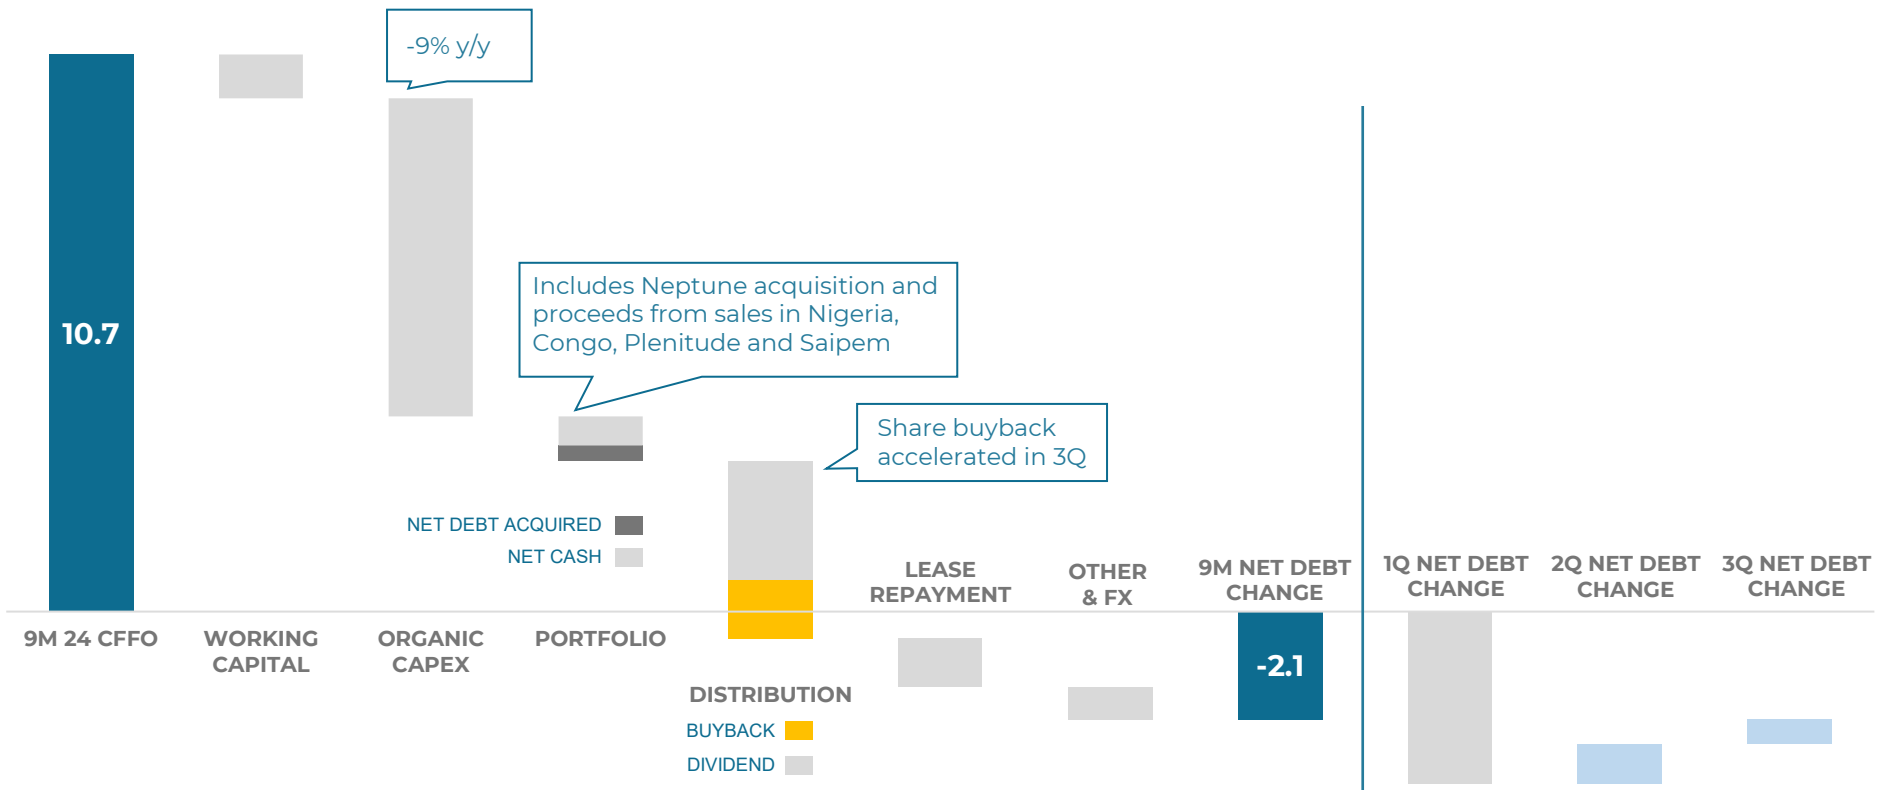 -9% y/y
10.7
Includes Neptune acquisition and
proceeds from sales in Nigeria,
Congo, Plenitude and Saipem
Share buyback
accelerated in 3Q
NET DEBT ACQUIRED
NET CASH
LEASE
REPAYMENT
OTHER
& FX
9M NET DEBT
CHANGE
1Q NET DEBT
CHANGE
2Q NET DEBT
CHANGE
3Q NET DEBT
CHANGE
9M 24 CFFO
WORKING
CAPITAL
ORGANIC
CAPEX
PORTFOLIO
-2.1
DISTRIBUTION
BUYBACK
DIVIDEND